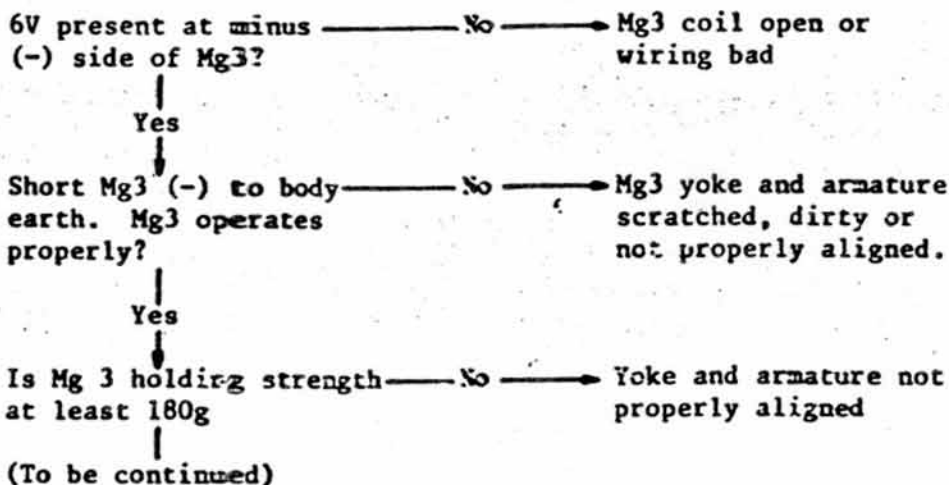 6V present at minus No Mg3 coil open or
(-) side of Mg3? wiring bad
Yes
Short Mg3 (-) to body No Mg3 yoke and armature
earth. Mg3 operates scratched, dirty or
properly? not properly aligned.
Yes
Is Mg 3 holding strength No Yoke and armature not
at least 180g properly aligned
(To be continued)